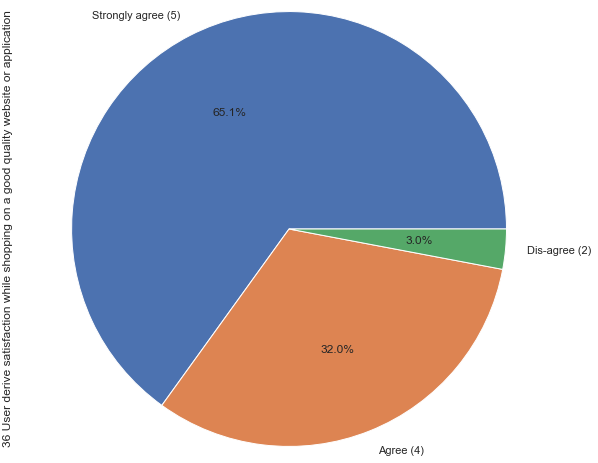 36 User derive satisfaction while shopping on a good quality website or application
Strongly agree (5)
65.1%
3.0%
Dis-agree (2)
32.0%
Agree (4)